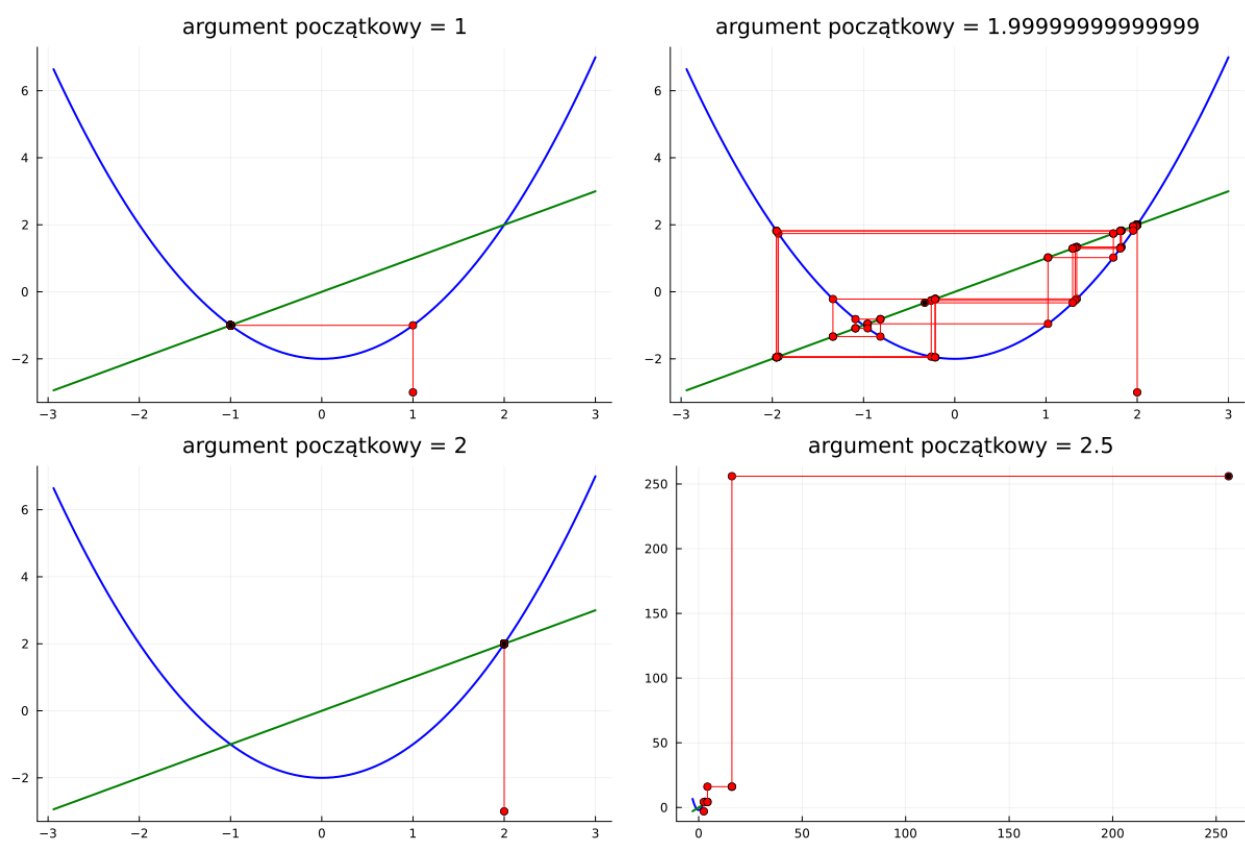 argument początkowy = 1
6
4
2
0
−2
−3 −2 −1 0 1 2 3
argument początkowy = 1.99999999999999
6
4
2
0
−2
−3 −2 −1 0 1 2 3
argument początkowy = 2
6
4
2
0
−2
−3 −2 −1 0 1 2 3
argument początkowy = 2.5
250
200
150
100
50
0
0 50 100 150 200 250